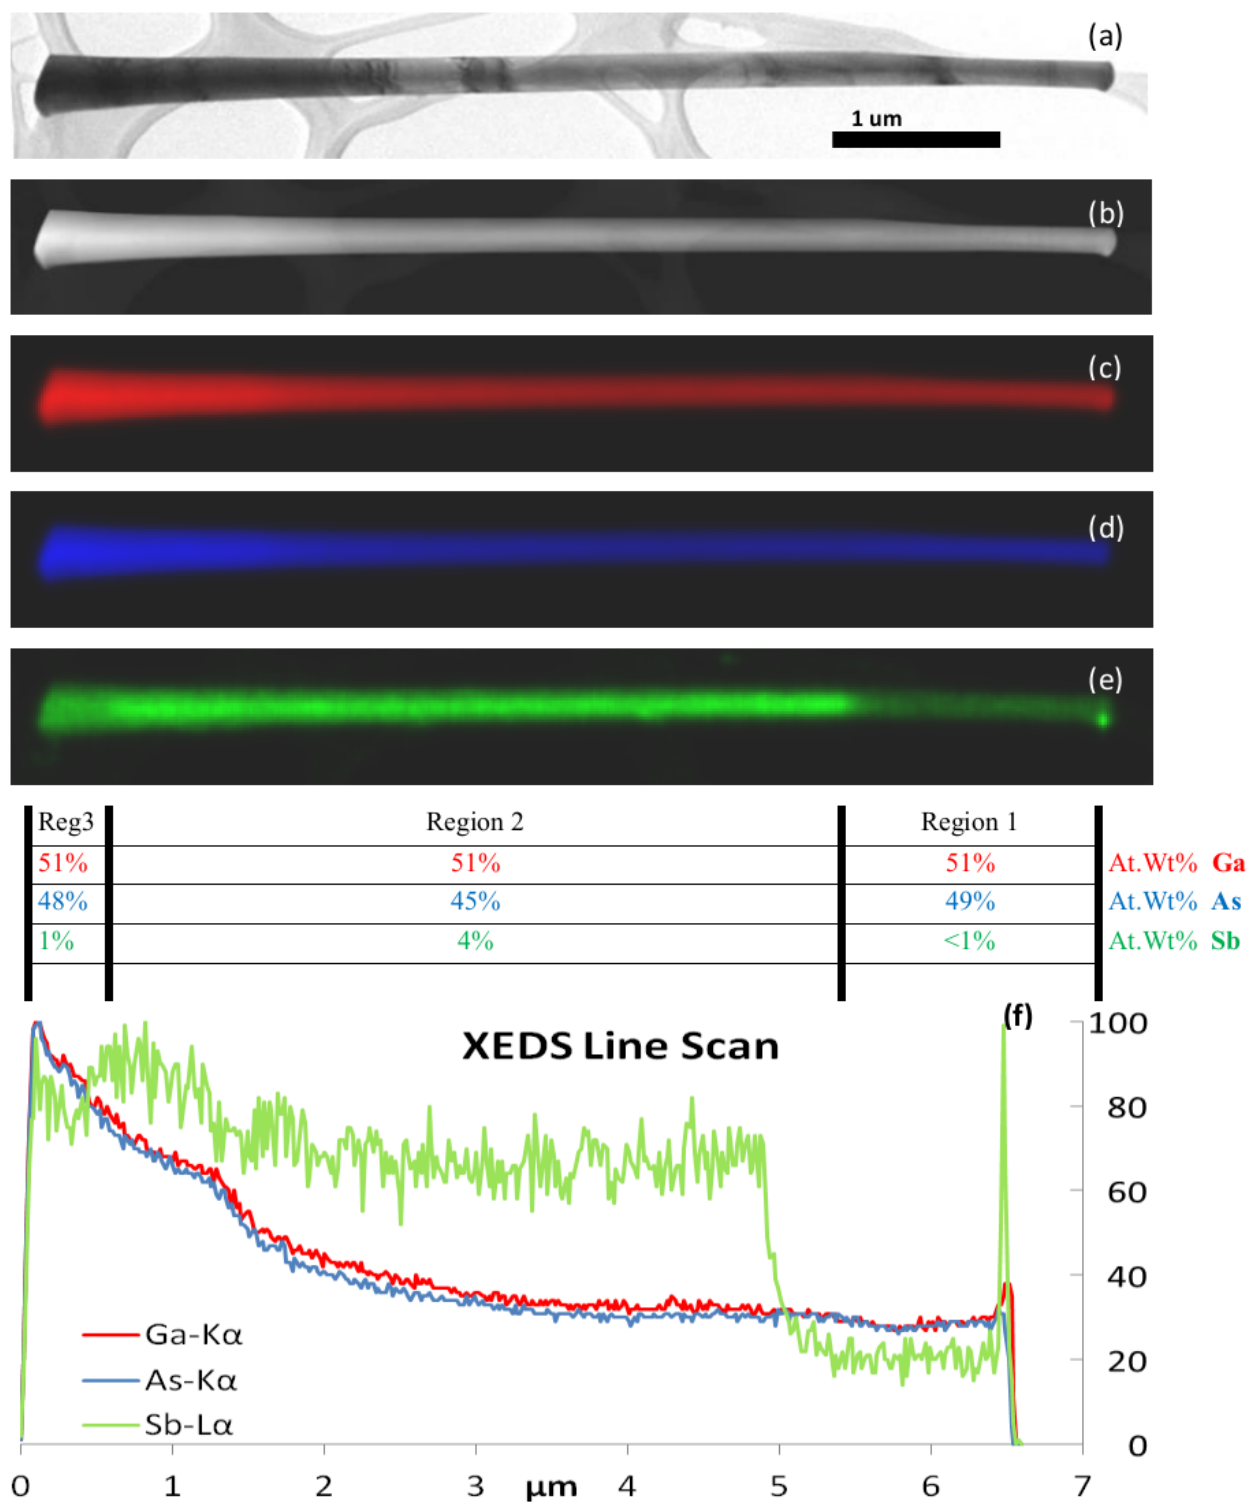 (a)
1 um
(b)
(c)
(d)
(e)
Reg3 Region 2 Region 1
51% 51% 51% At.Wt% Ga
48% 45% 49% At.Wt% As
1% 4% <1% At.Wt% Sb
(f)
XEDS Line Scan
100
80
60
40
20
0
Ga-Kα
As-Kα
Sb-Lα
0 1 2 3 μm 4 5 6 7